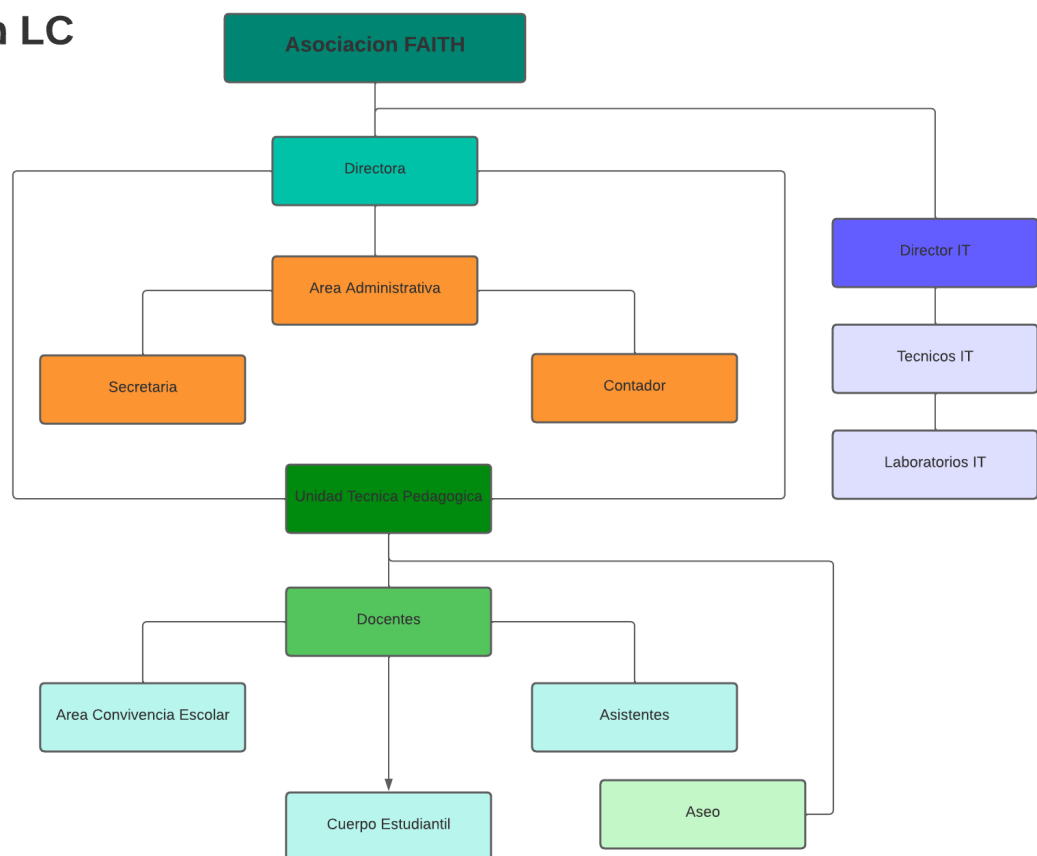 LC
Asociacion FAITH
Directora
Director IT
Area Administrativa
Tecnicos IT
Secretaria
Contador
Laboratorios IT
Unidad Tecnica Pedagogica
Docentes
Area Convivencia Escolar
Asistentes
Aseo
Cuerpo Estudiantil